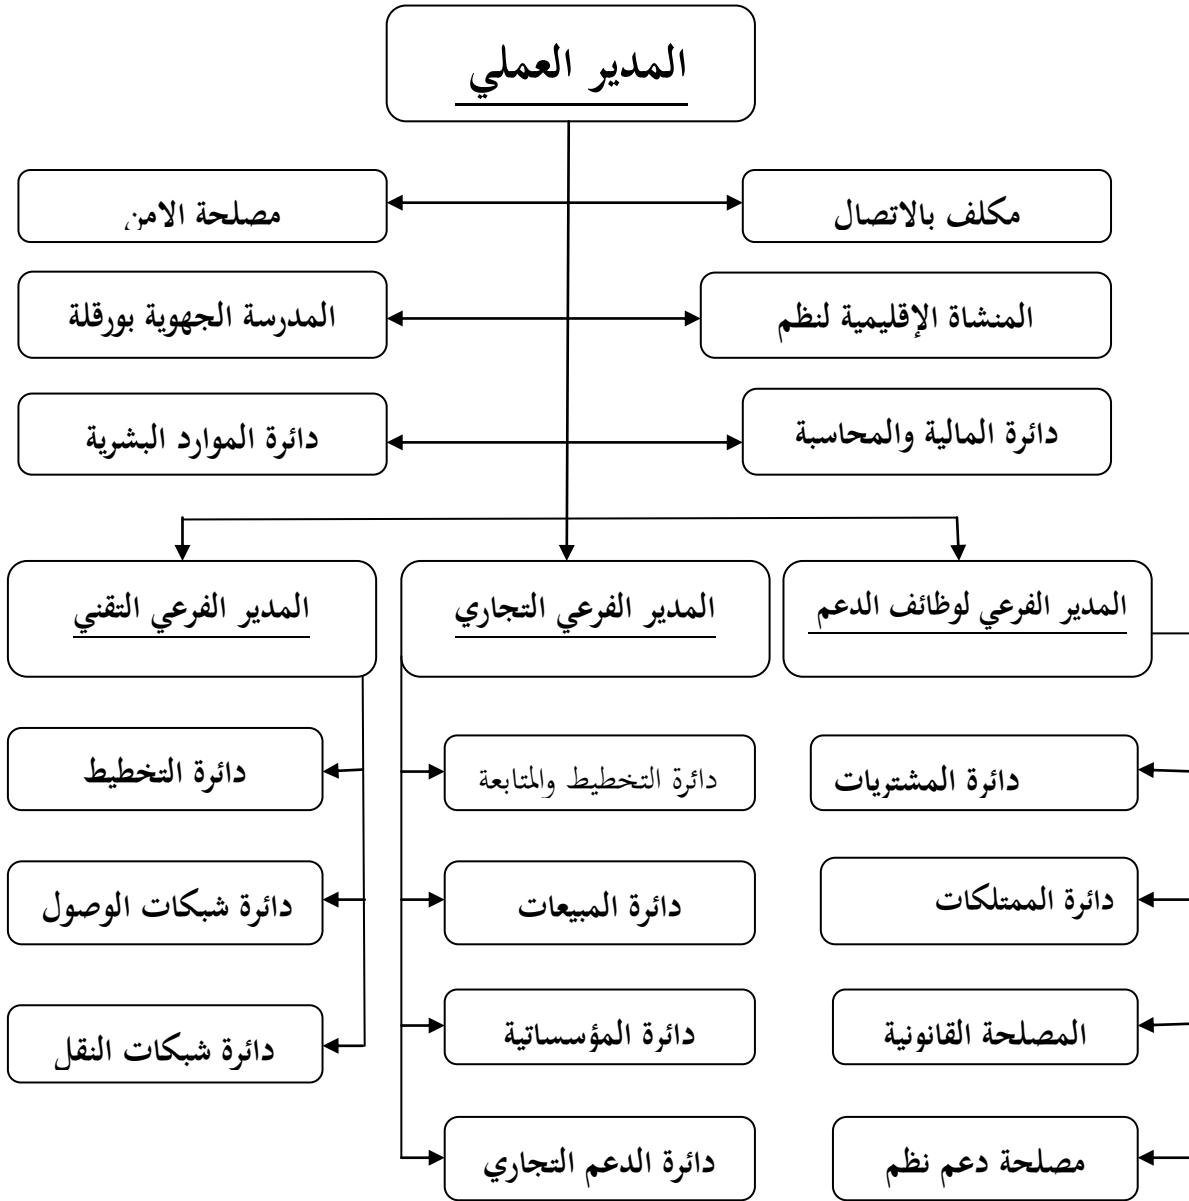 المدير العملي
مكلف بالاتصال
مصلحة الامن
المنشاة الإقليمية لنظم
المدرسة الجهوية بورقلة
دائرة المالية والمحاسبة
دائرة الموارد البشرية
المدير الفرعي لوظائف الدعم
المدير الفرعي التجاري
المدير الفرعي التقني
دائرة المشتريات
دائرة التخطيط والمتابعة
دائرة التخطيط
دائرة الممتلكات
دائرة المبيعات
دائرة شبكات الوصول
المصلحة القانونية
دائرة المؤسساتية
دائرة شبكات النقل
مصلحة دعم نظم
دائرة الدعم التجاري